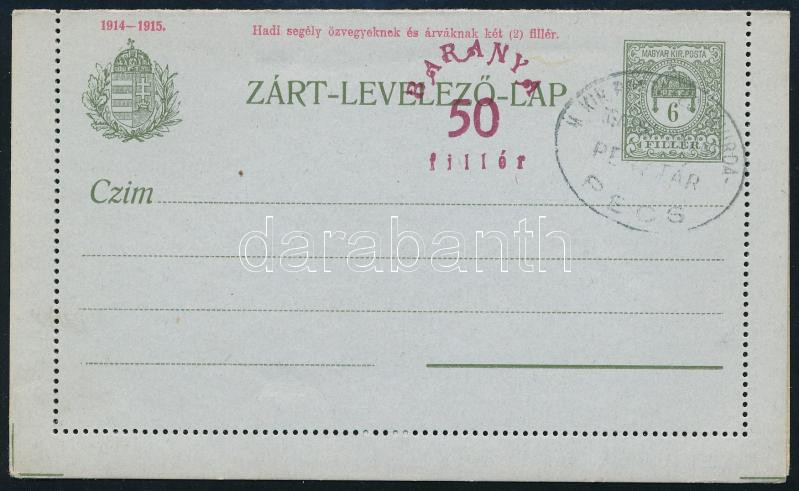 1914—1915.
Hadi segély özvegyeknek és árváknak két (2) fillér.
MAGYAR KIR. POSTA
6
FILLÉR
ZÁRT-LEVELEZŐ-LAP
BARANYA
50
fillér
PÉCS
Czim
darabanth